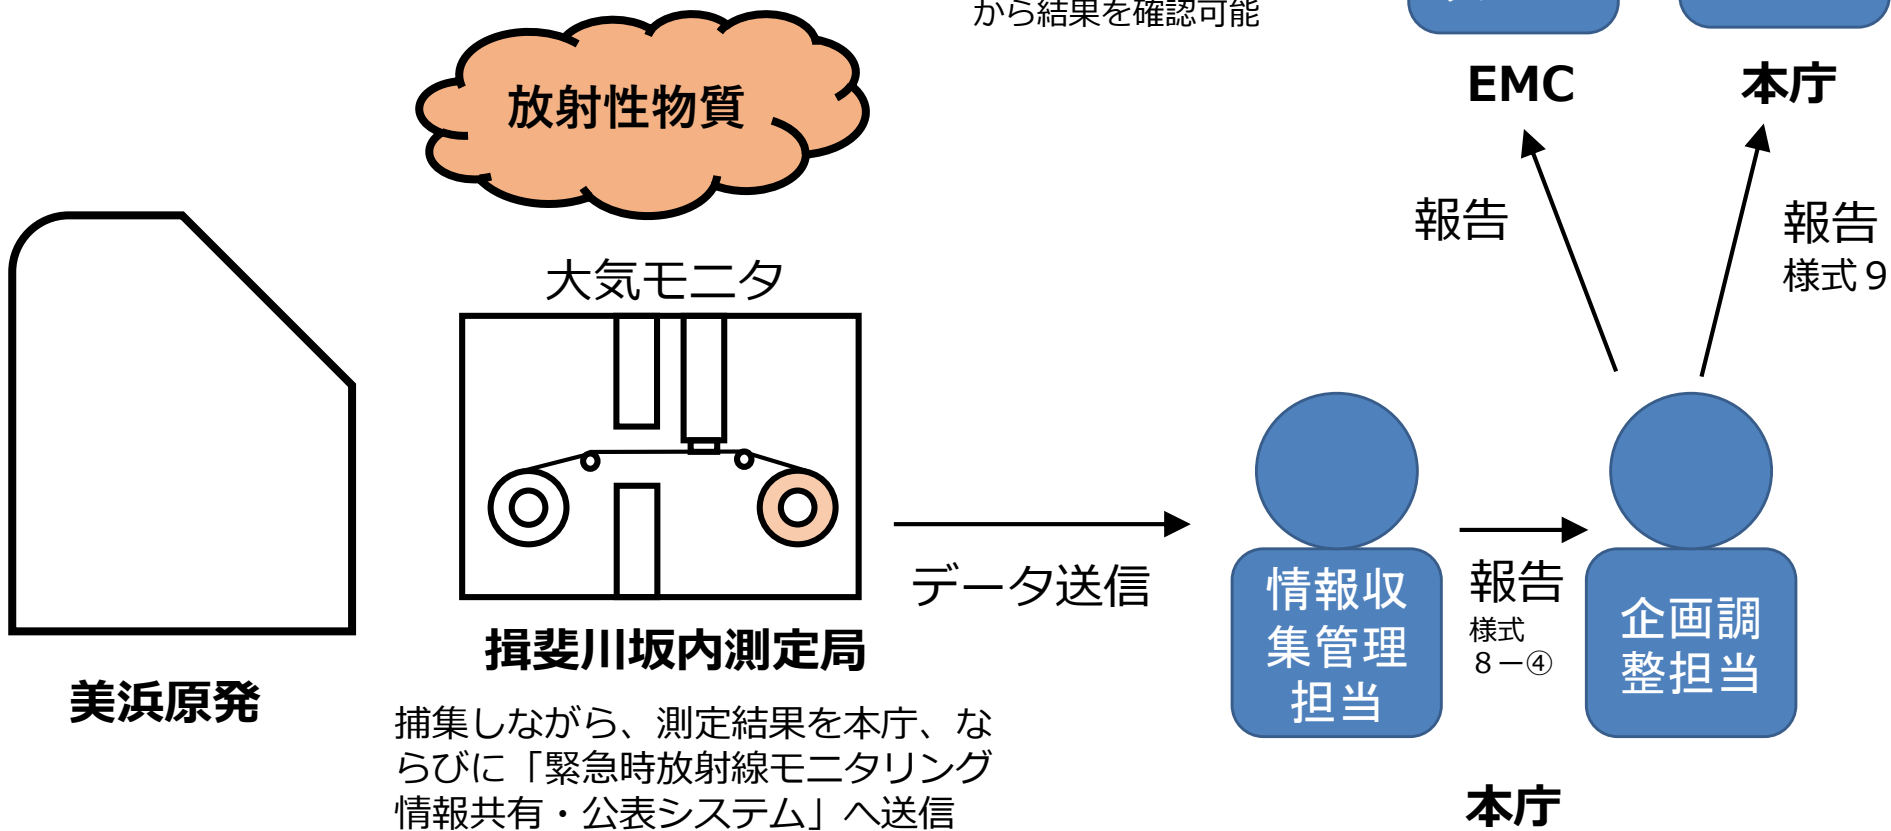 から結果を確認可能
EMC
本庁
放射性物質
報告
報告
様式９
大気モニタ
データ送信
情報収
集管理
担当
報告
様式
８－④
企画調
整担当
揖斐川坂内測定局
美浜原発
捕集しながら、測定結果を本庁、な
らびに「緊急時放射線モニタリング
情報共有・公表システム」へ送信
本庁